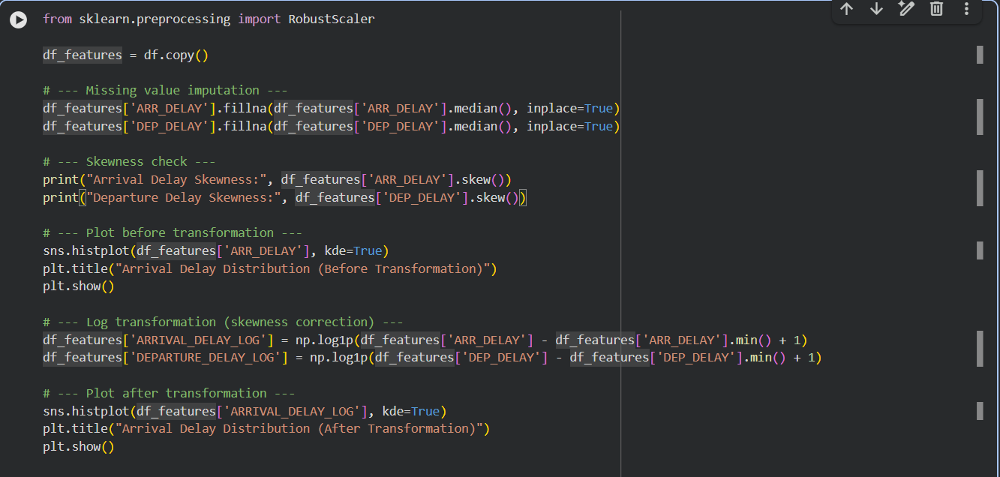 from sklearn.preprocessing import RobustScaler
df_features = df.copy()
# --- Missing value imputation ---
df_features['ARR_DELAY'].fillna(df_features['ARR_DELAY'].median(), inplace=True)
df_features['DEP_DELAY'].fillna(df_features['DEP_DELAY'].median(), inplace=True)
# --- Skewness check ---
print("Arrival Delay Skewness:", df_features['ARR_DELAY'].skew())
print("Departure Delay Skewness:", df_features['DEP_DELAY'].skew())
# --- Plot before transformation ---
sns.histplot(df_features['ARR_DELAY'], kde=True)
plt.title("Arrival Delay Distribution (Before Transformation)")
plt.show()
# --- Log transformation (skewness correction) ---
df_features['ARRIVAL_DELAY_LOG'] = np.log1p(df_features['ARR_DELAY'] - df_features['ARR_DELAY'].min() + 1)
df_features['DEPARTURE_DELAY_LOG'] = np.log1p(df_features['DEP_DELAY'] - df_features['DEP_DELAY'].min() + 1)
# --- Plot after transformation ---
sns.histplot(df_features['ARRIVAL_DELAY_LOG'], kde=True)
plt.title("Arrival Delay Distribution (After Transformation)")
plt.show()